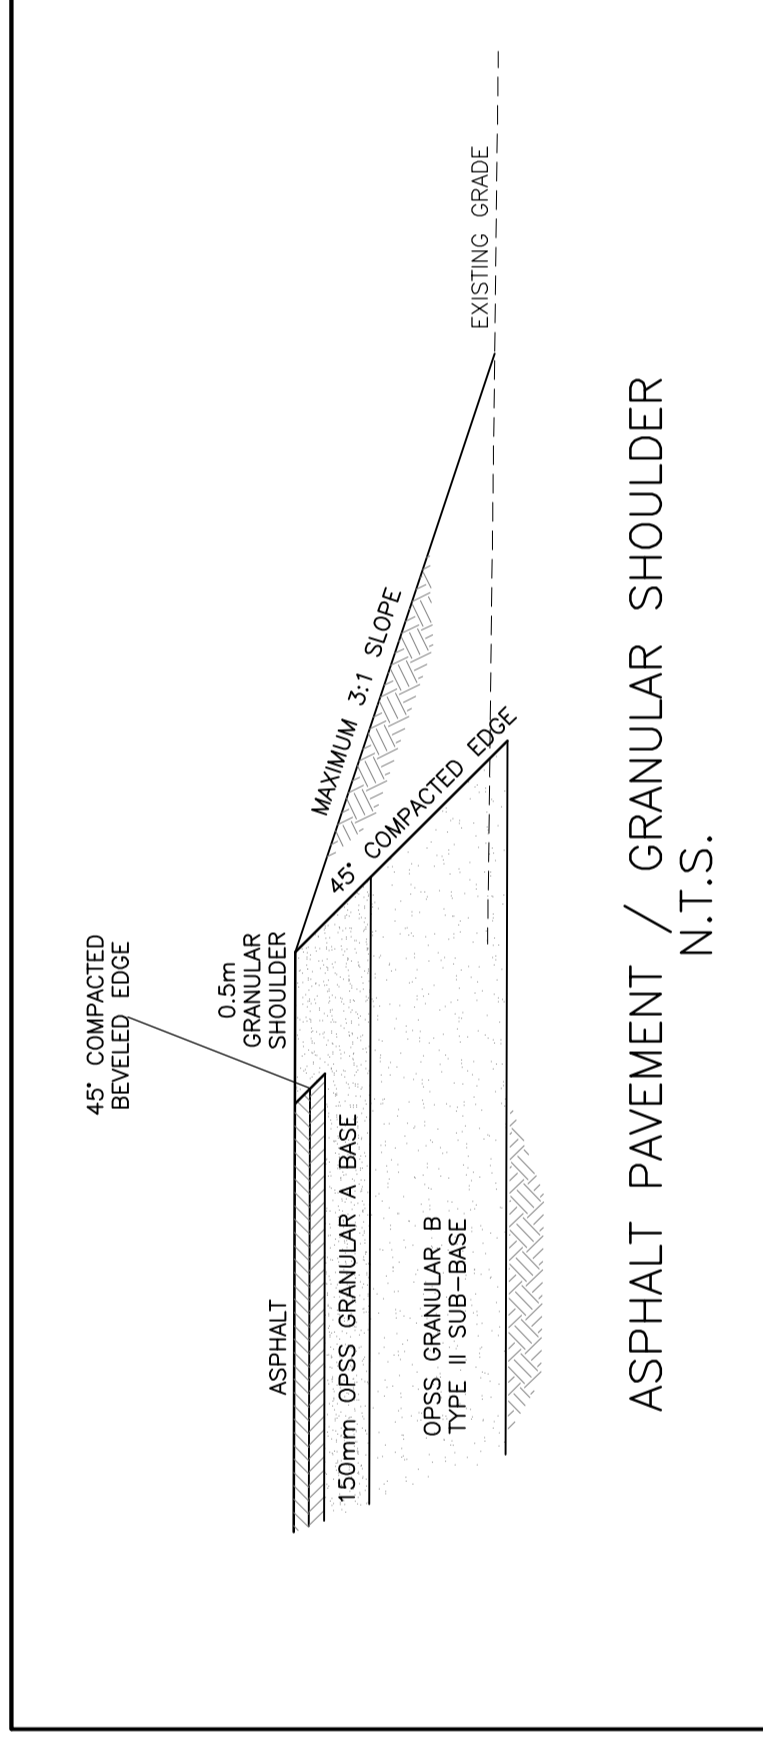 45° COMPACTED
BEVELED EDGE
0.5m
GRANULAR
SHOULDER
ASPHALT
MAXIMUM 3:1 SLOPE
45° COMPACTED EDGE
150mm OPSS GRANULAR A BASE
OPSS GRANULAR B
TYPE II SUB-BASE
EXISTING GRADE
ASPHALT PAVEMENT / GRANULAR SHOULDER
N.T.S.